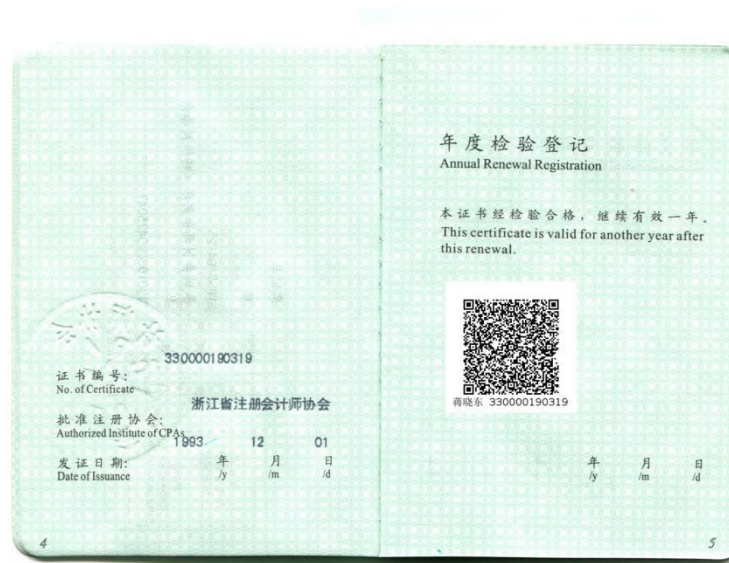 330000190319
证书编号:
No. of Certificate
浙江省注册会计师协会
批准注册协会:
Authorized Institute of CPAs
1993 12 01
发证日期: 年 月 日
Date of Issuance /y /m /d
4
年度检验登记
Annual Renewal Registration
本证书经检验合格，继续有效一年。
This certificate is valid for another year after
this renewal.
蒋晓东 330000190319
年 月 日
/y /m /d
5